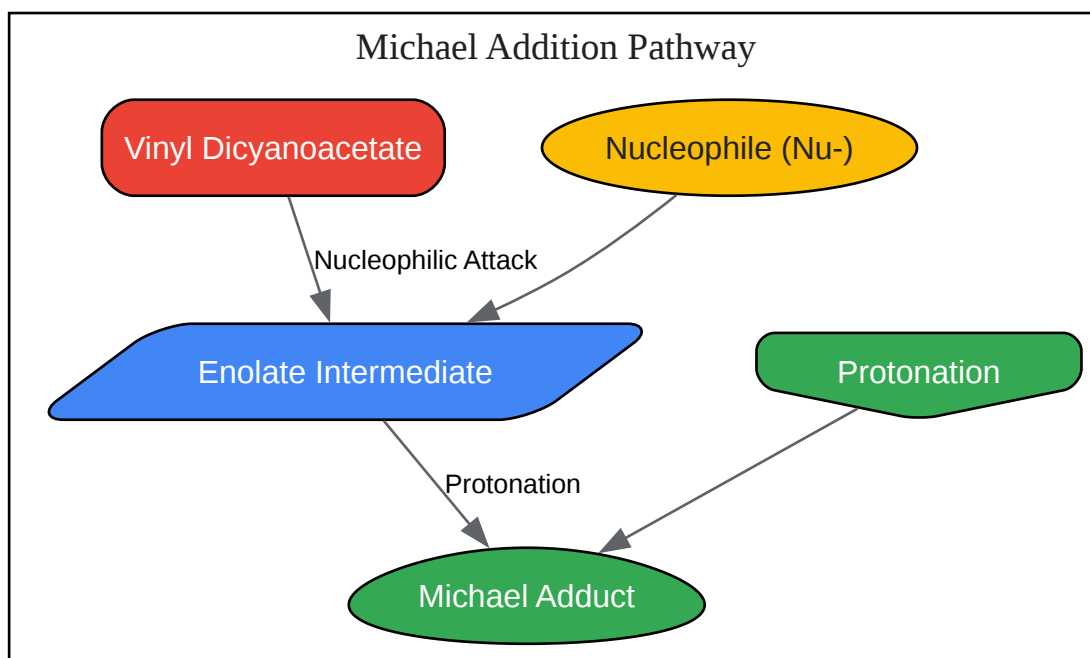 Michael Addition Pathway
Vinyl Dicyanoacetate
Nucleophile (Nu-)
Nucleophilic Attack
Enolate Intermediate
Protonation
Protonation
Michael Adduct